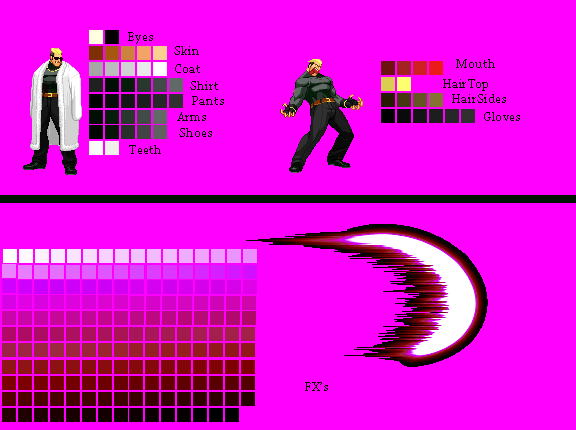 Eyes
Skin
Coat
Shirt
Pants
Arms
Shoes
Teeth
Mouth
HairTop
HairSides
Gloves
FX's